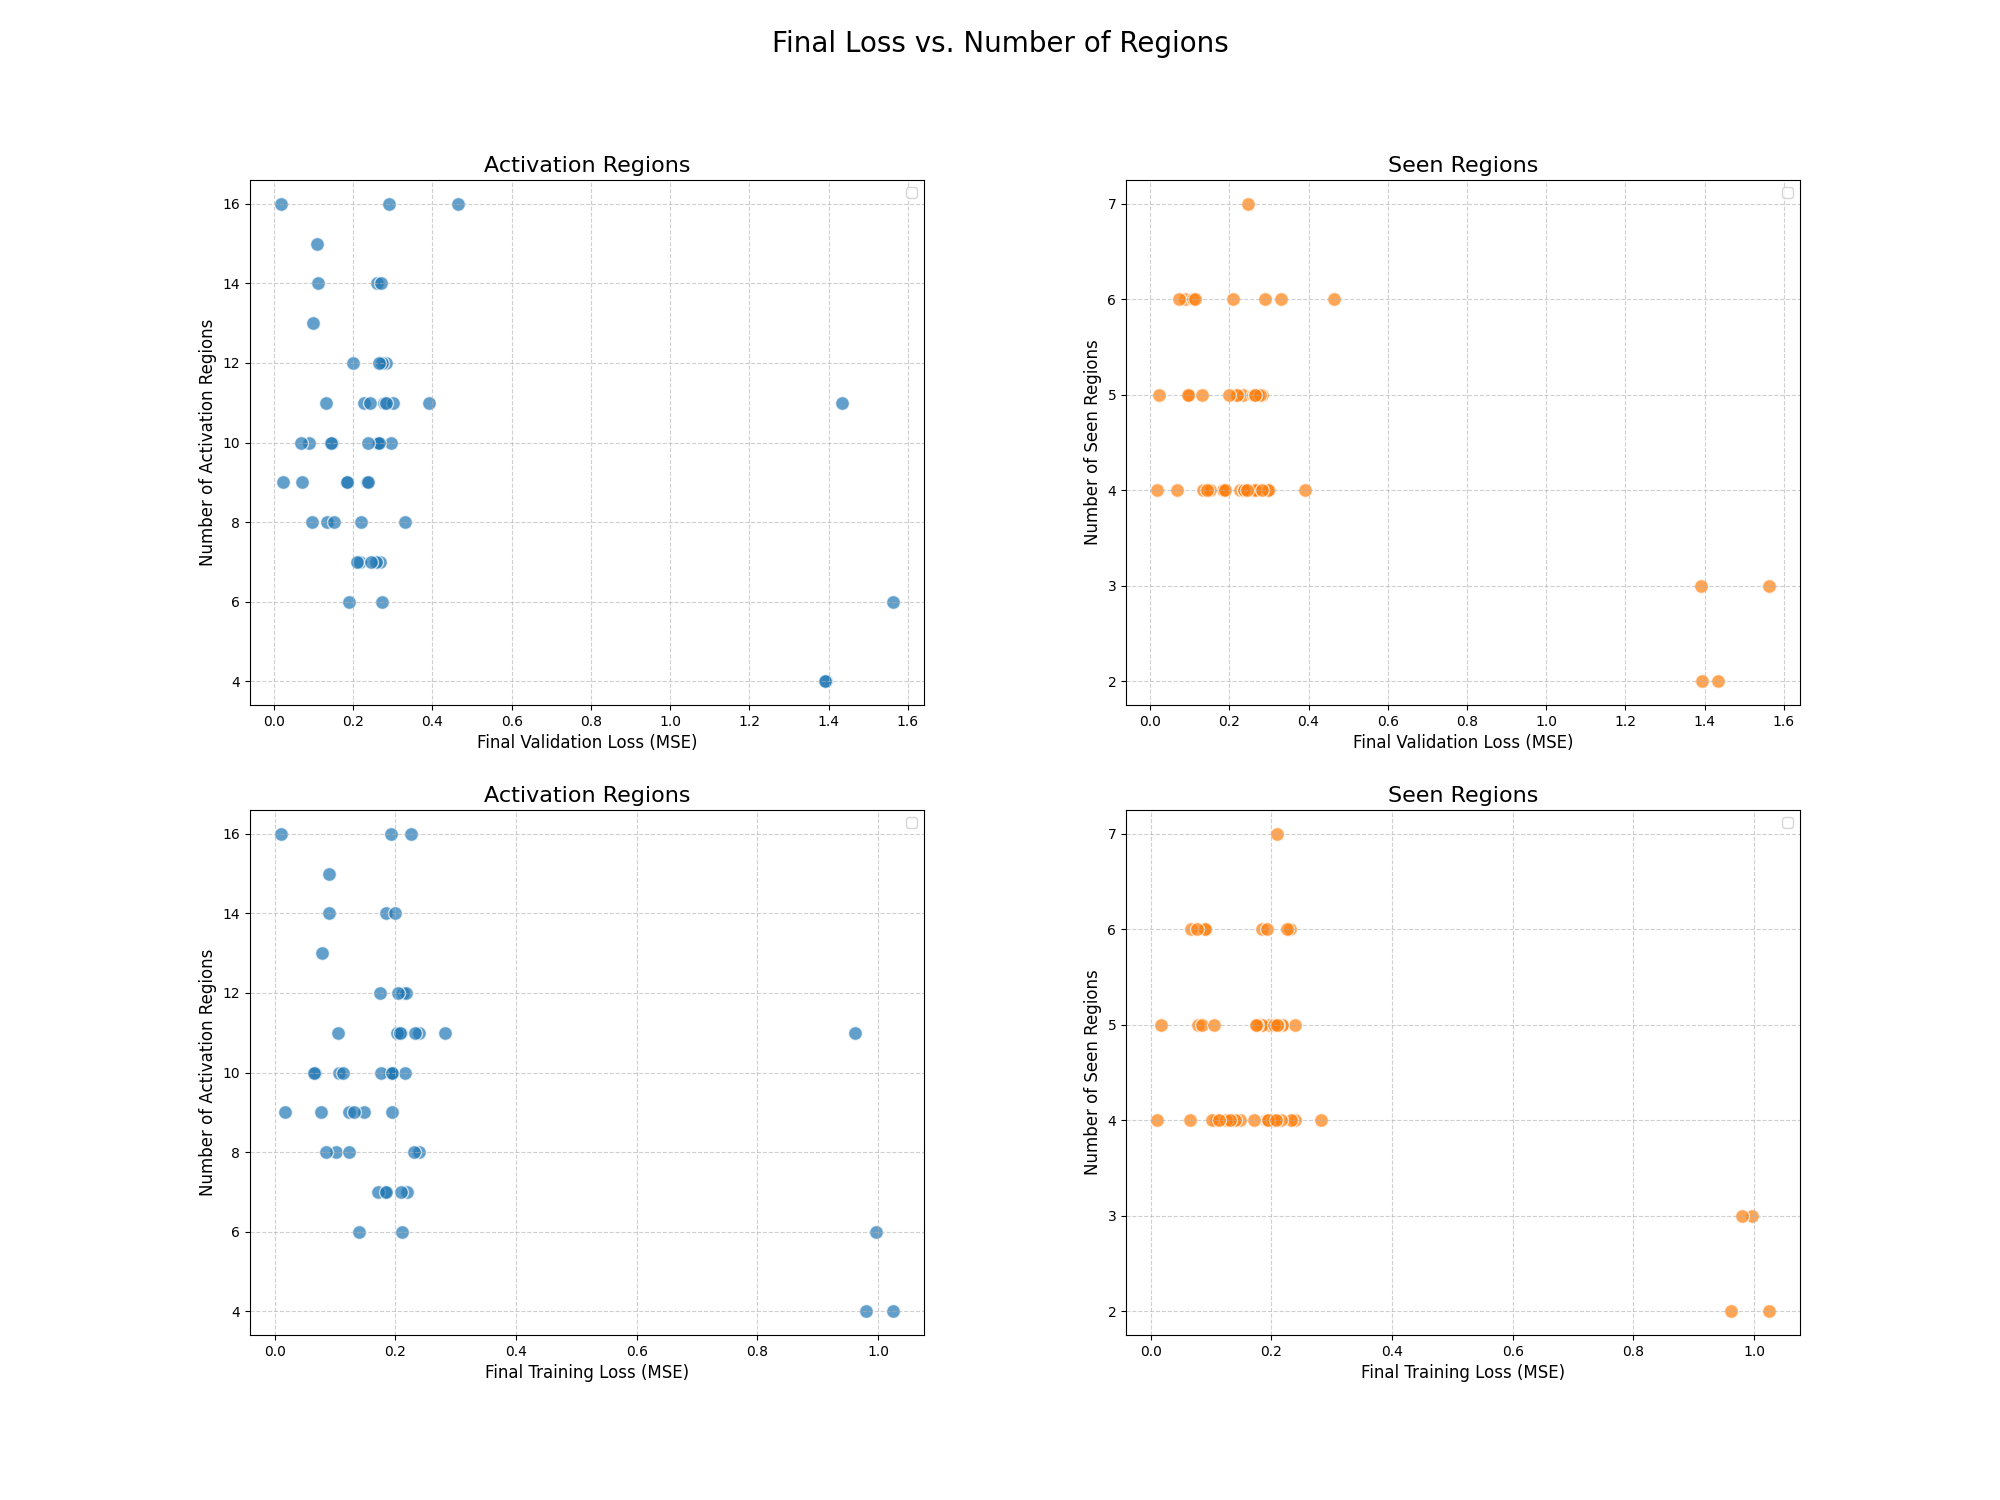 Final Loss vs. Number of Regions
Activation Regions
Number of Activation Regions
16
14
12
10
8
6
4
0.0 0.2 0.4 0.6 0.8 1.0 1.2 1.4 1.6
Final Validation Loss (MSE)
Seen Regions
Number of Seen Regions
7
6
5
4
3
2
0.0 0.2 0.4 0.6 0.8 1.0 1.2 1.4 1.6
Final Validation Loss (MSE)
Activation Regions
Number of Activation Regions
16
14
12
10
8
6
4
0.0 0.2 0.4 0.6 0.8 1.0
Final Training Loss (MSE)
Seen Regions
Number of Seen Regions
7
6
5
4
3
2
0.0 0.2 0.4 0.6 0.8 1.0
Final Training Loss (MSE)